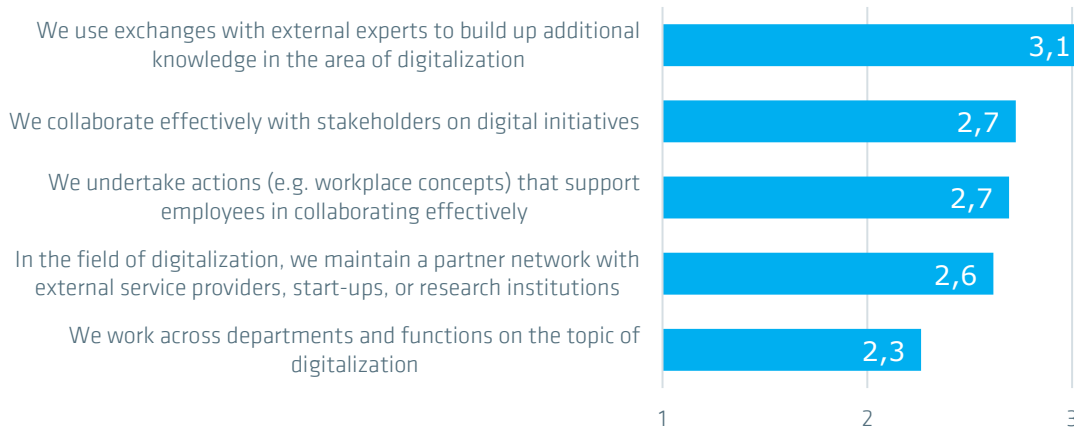 We use exchanges with external experts to build up additional
knowledge in the area of digitalization
3,1
We collaborate effectively with stakeholders on digital initiatives
2,7
We undertake actions (e.g. workplace concepts) that support
employees in collaborating effectively
2,7
In the field of digitalization, we maintain a partner network with
external service providers, start-ups, or research institutions
2,6
We work across departments and functions on the topic of
digitalization
2,3
1 2 3